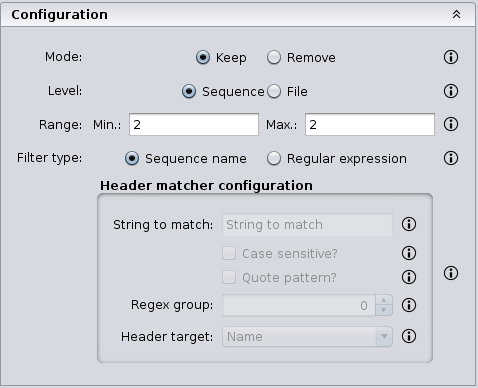 Configuration
Mode: Keep Remove
Level: Sequence File
Range: Min.: 2 Max.: 2
Filter type: Sequence name Regular expression
Header matcher configuration
String to match: String to match
Case sensitive?
Quote pattern?
Regex group: 0
Header target: Name